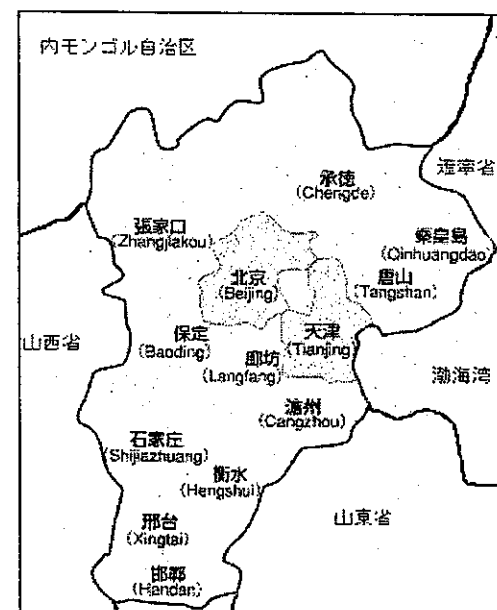 内モンゴル自治区
承徳
(Chengde)
遼寧省
張家口
(Zhangjiakou)
秦皇島
(Qinhuangdao)
北京
(Beijing)
唐山
(Tangshan)
山西省
保定
(Baoding)
天津
(Tianjing)
廊坊
(Langfang)
渤海湾
滄州
(Cangzhou)
石家庄
(Shijiazhuang)
衡水
(Hengshui)
山東省
邢台
(Xingtai)
邯鄲
(Handan)